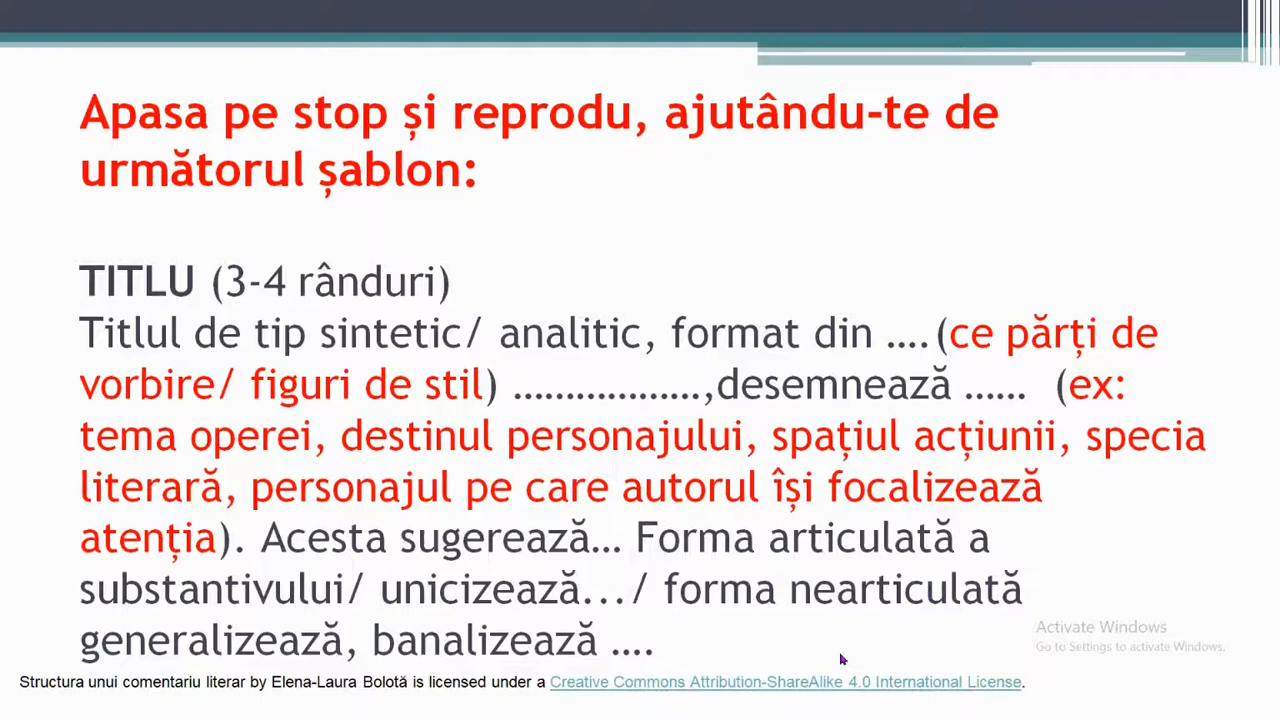 Apasa pe stop și reprodu, ajutându-te de
următorul șablon:
TITLU (3-4 rânduri)
Titlul de tip sintetic/ analitic, format din ….(ce părți de
vorbire/ figuri de stil) ………………,desemnează …… (ex:
tema operei, destinul personajului, spațiul acțiunii, specia
literară, personajul pe care autorul își focalizează
atenția). Acesta sugerează… Forma articulată a
substantivului/ unicizează.../ forma nearticulată
generalizează, banalizează ….
Activate Windows
Go to Settings to activate Windows.
Structura unui comentariu literar by Elena-Laura Bolotă is licensed under a Creative Commons Attribution-ShareAlike 4.0 International License.